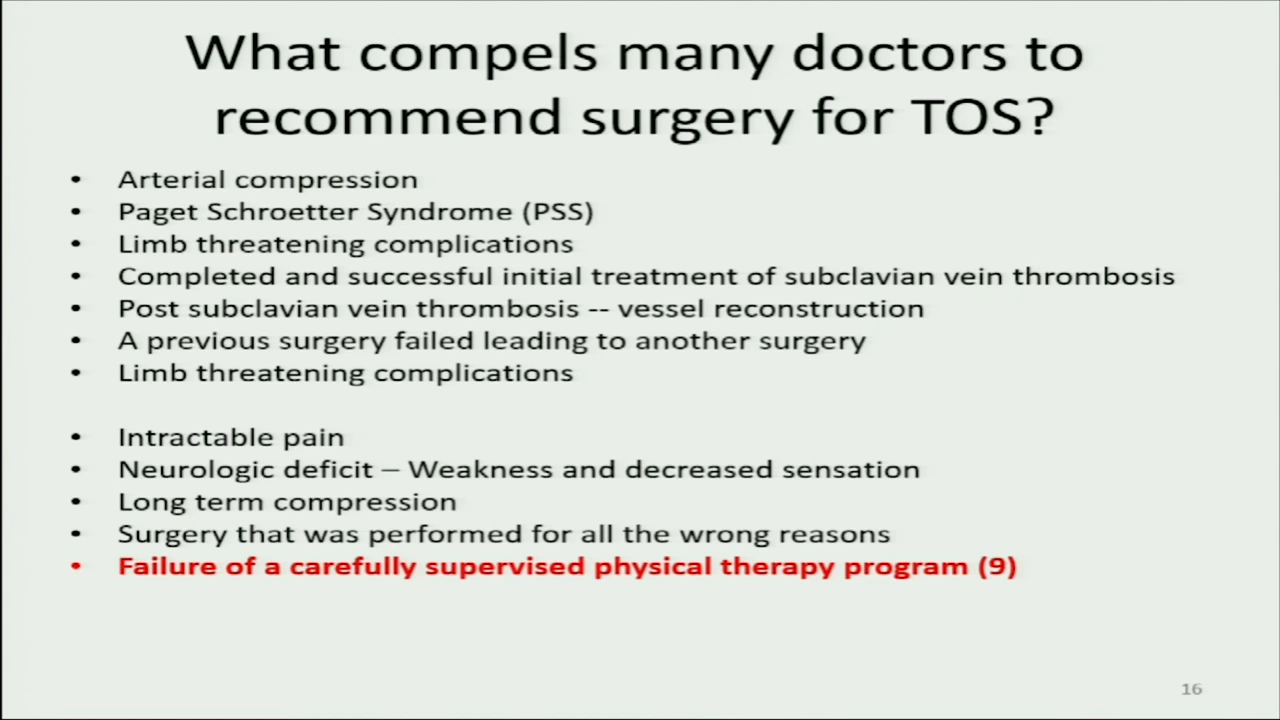 What compels many doctors to
recommend surgery for TOS?
• Arterial compression
• Paget Schroetter Syndrome (PSS)
• Limb threatening complications
• Completed and successful initial treatment of subclavian vein thrombosis
• Post subclavian vein thrombosis -- vessel reconstruction
• A previous surgery failed leading to another surgery
• Limb threatening complications
• Intractable pain
• Neurologic deficit – Weakness and decreased sensation
• Long term compression
• Surgery that was performed for all the wrong reasons
• Failure of a carefully supervised physical therapy program (9)
16